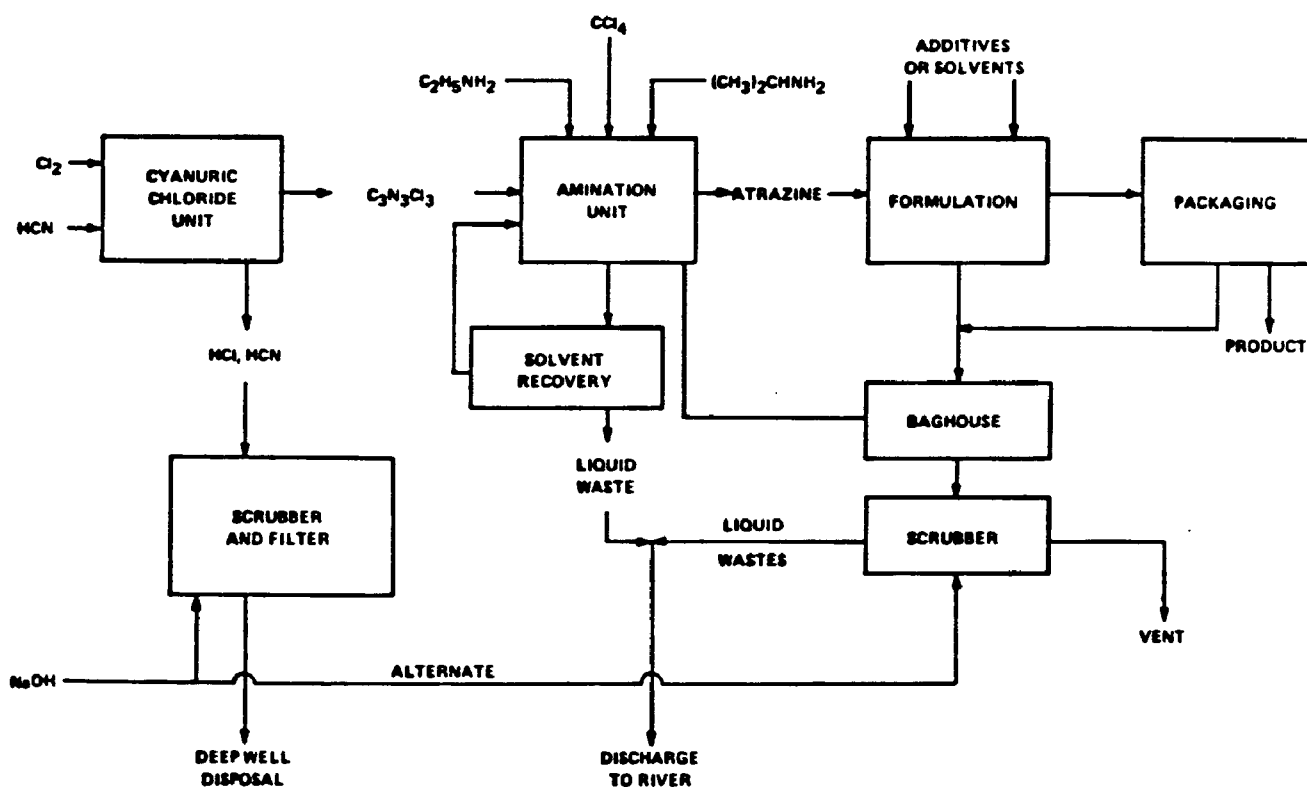 CCl4
ADDITIVES
OR SOLVENTS
C2H5NH2
(CH3)2CHNH2
Cl2
HCN
CYANURIC
CHLORIDE
UNIT
C3N3Cl3
AMINATION
UNIT
ATRAZINE
FORMULATION
PACKAGING
HCl, HCN
SOLVENT
RECOVERY
PRODUCT
BAGHOUSE
LIQUID
WASTE
SCRUBBER
AND FILTER
LIQUID
WASTES
SCRUBBER
VENT
NaOH
ALTERNATE
DEEP WELL
DISPOSAL
DISCHARGE
TO RIVER